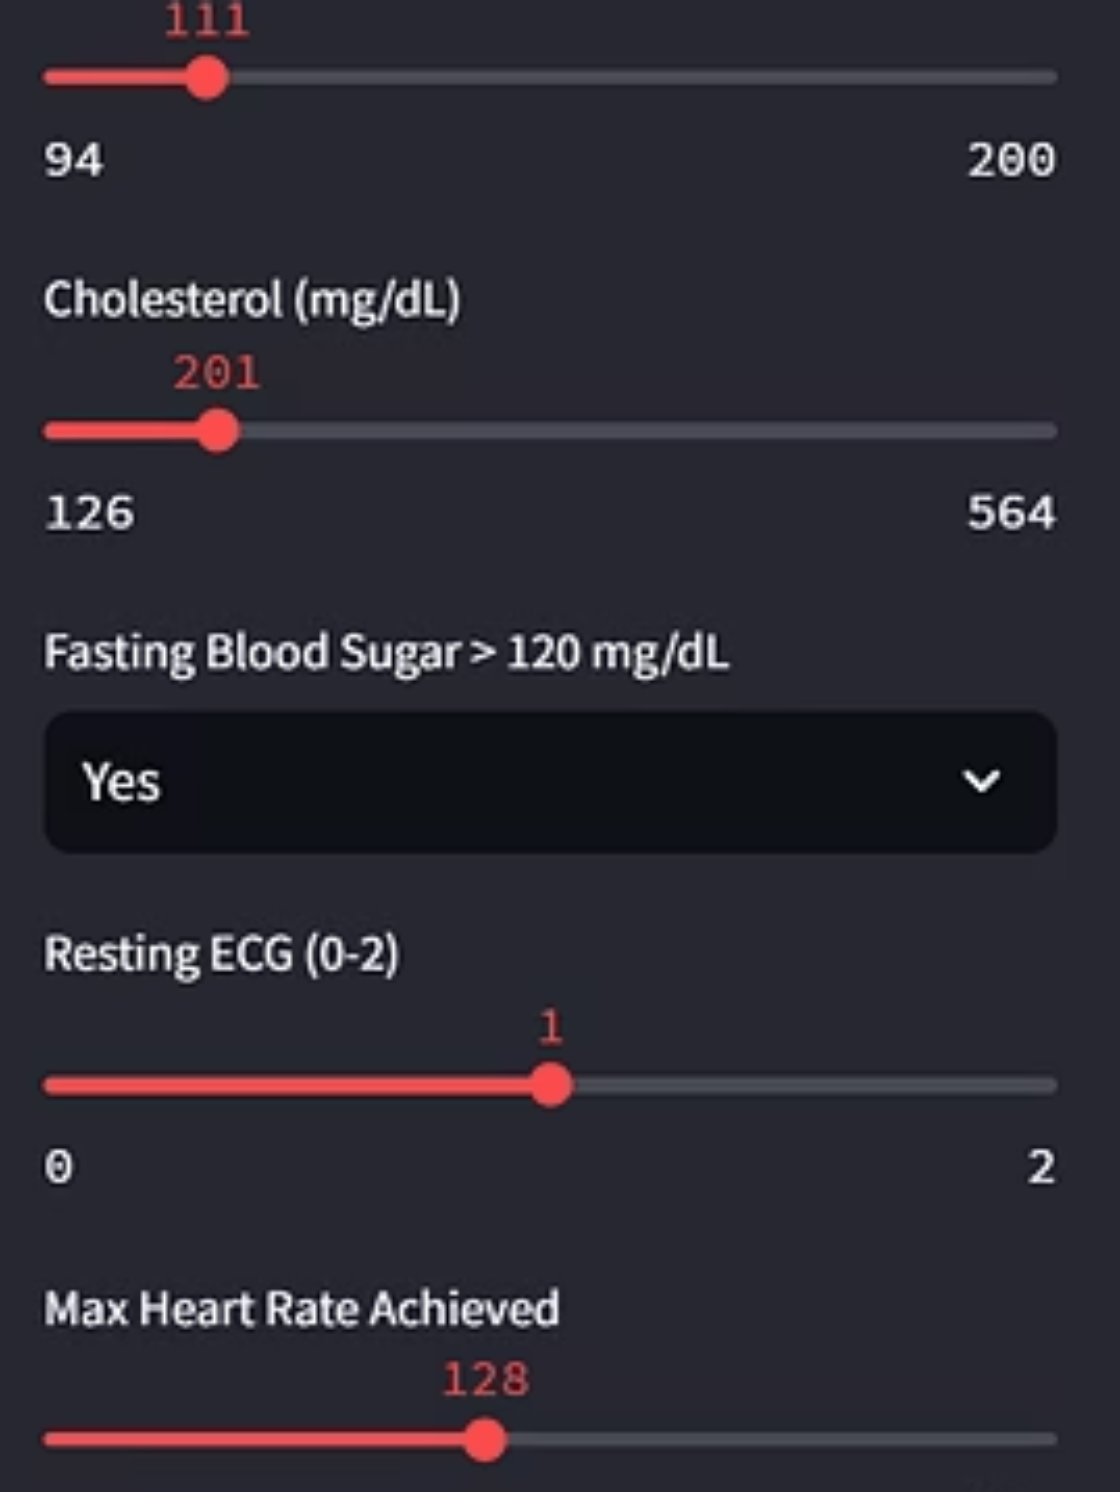 111
94 200
Cholesterol (mg/dL)
201
126 564
Fasting Blood Sugar > 120 mg/dL
Yes
Resting ECG (0-2)
1
0 2
Max Heart Rate Achieved
128